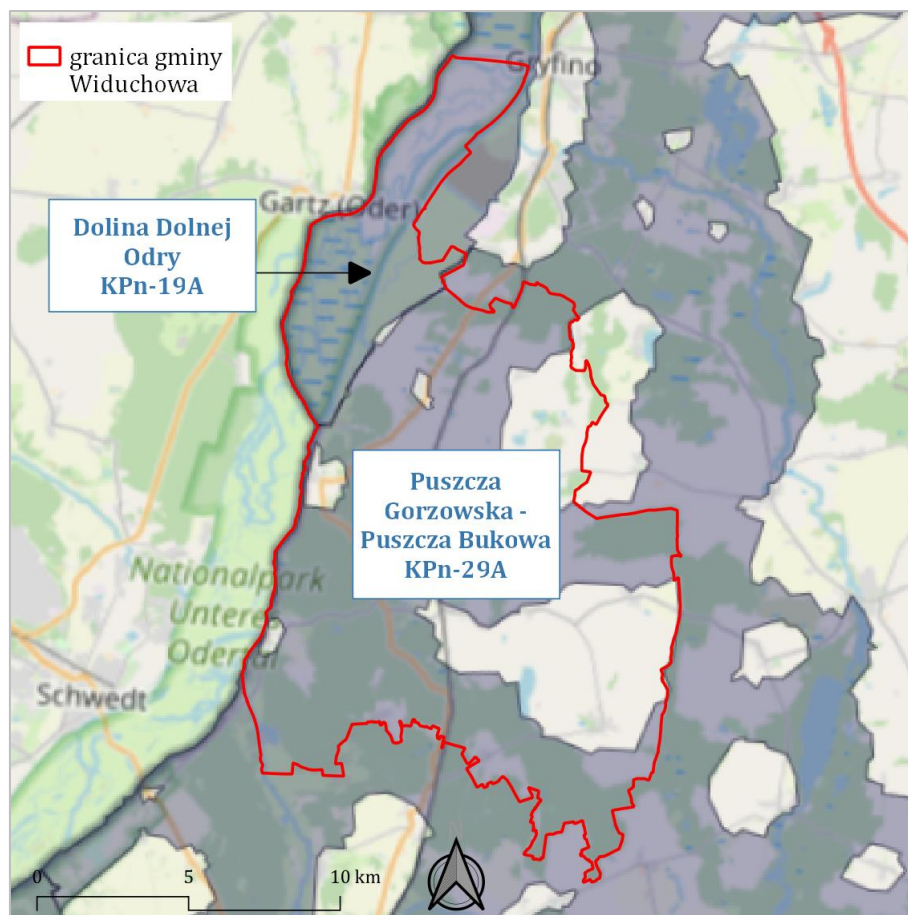 granica gminy
Widuchowa
Gryfino
Gartz (Oder)
Dolina Dolnej
Odry
KPn-19A
Puszcza
Gorzowska -
Puszcza Bukowa
KPn-29A
Nationalpark
Unteres
Odertal
Schwedt
0 5 10 km